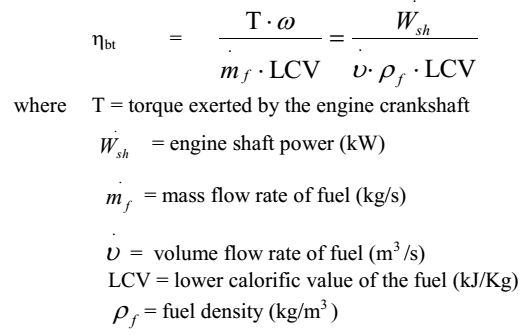 η_bt = T · ω / ṁ_f · LCV = Ẇ_sh / υ̇ · ρ_f · LCV
where T = torque exerted by the engine crankshaft
Ẇ_sh = engine shaft power (kW)
ṁ_f = mass flow rate of fuel (kg/s)
υ̇ = volume flow rate of fuel (m³/s)
LCV = lower calorific value of the fuel (kJ/Kg)
ρ_f = fuel density (kg/m³)